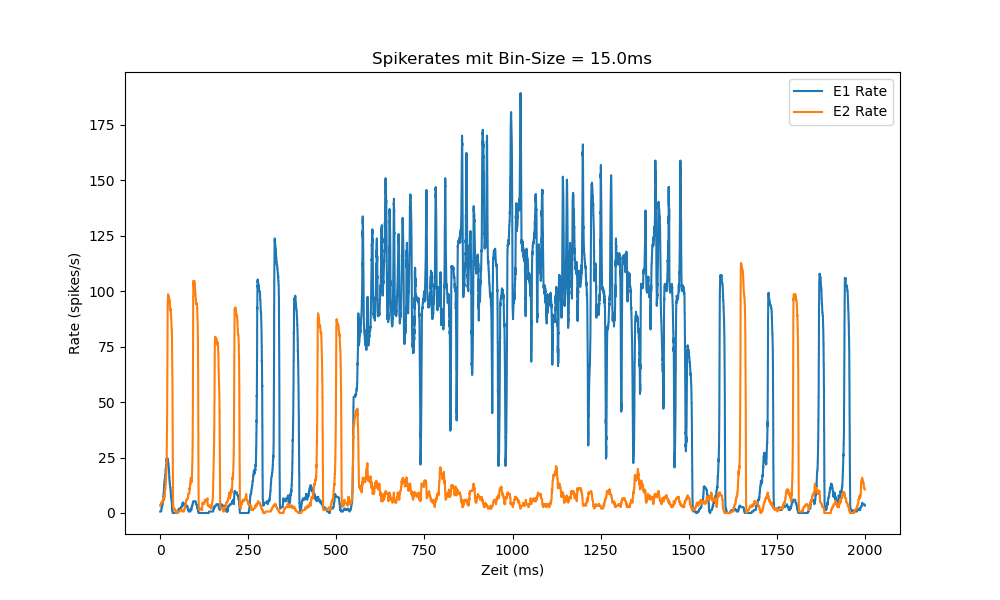 Spikerates mit Bin-Size = 15.0ms
E1 Rate
E2 Rate
Rate (spikes/s)
175
150
125
100
75
50
25
0
0 250 500 750 1000 1250 1500 1750 2000
Zeit (ms)